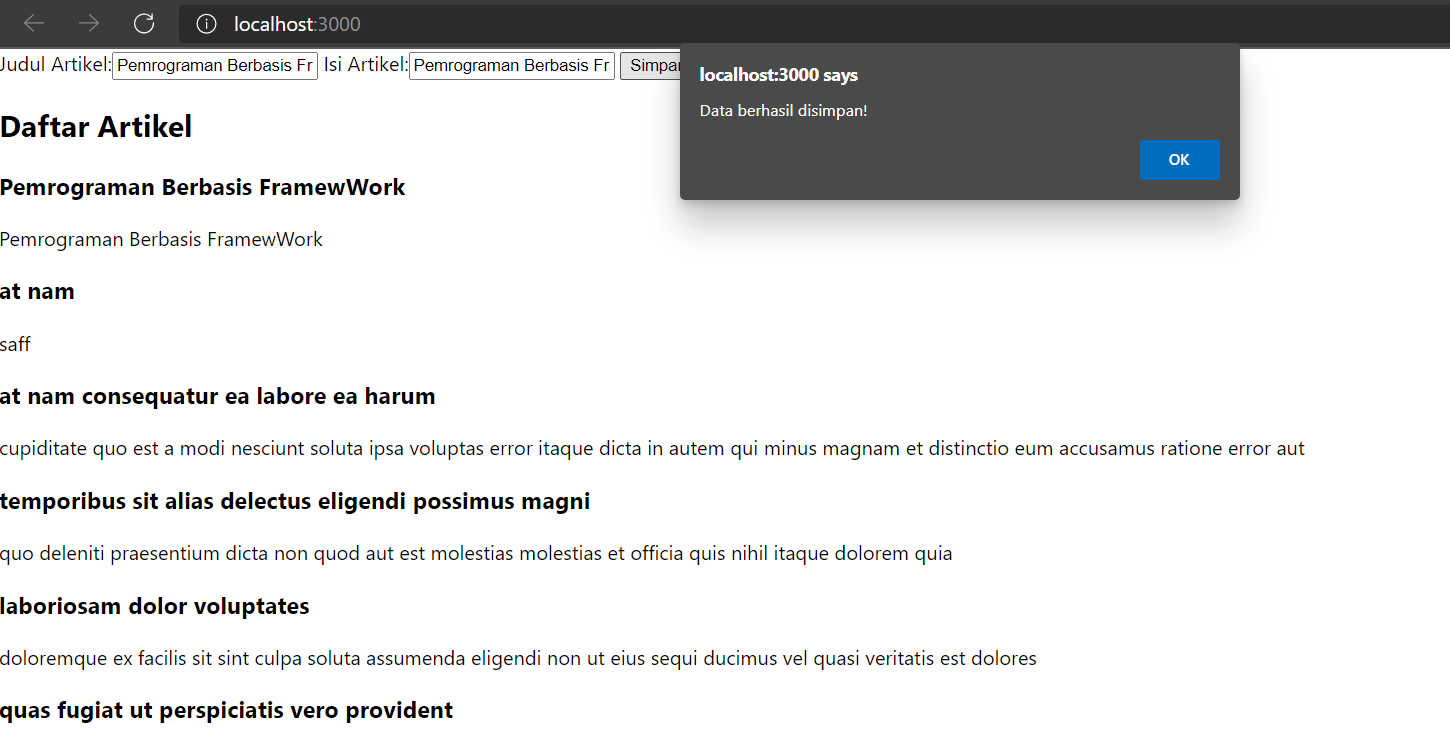 localhost:3000
Judul Artikel: Pemrograman Berbasis Fr Isi Artikel: Pemrograman Berbasis Fr
localhost:3000 says
Data berhasil disimpan!
OK
Daftar Artikel
Pemrograman Berbasis FramewWork
Pemrograman Berbasis FramewWork
at nam
saff
at nam consequatur ea labore ea harum
cupiditate quo est a modi nesciunt soluta ipsa voluptas error itaque dicta in autem qui minus magnam et distinctio eum accusamus ratione error aut
temporibus sit alias delectus eligendi possimus magni
quo deleniti praesentium dicta non quod aut est molestias molestias et officia quis nihil itaque dolorem quia
laboriosam dolor voluptates
doloremque ex facilis sit sint culpa soluta assumenda eligendi non ut eius sequi ducimus vel quasi veritatis est dolores
quas fugiat ut perspiciatis vero provident